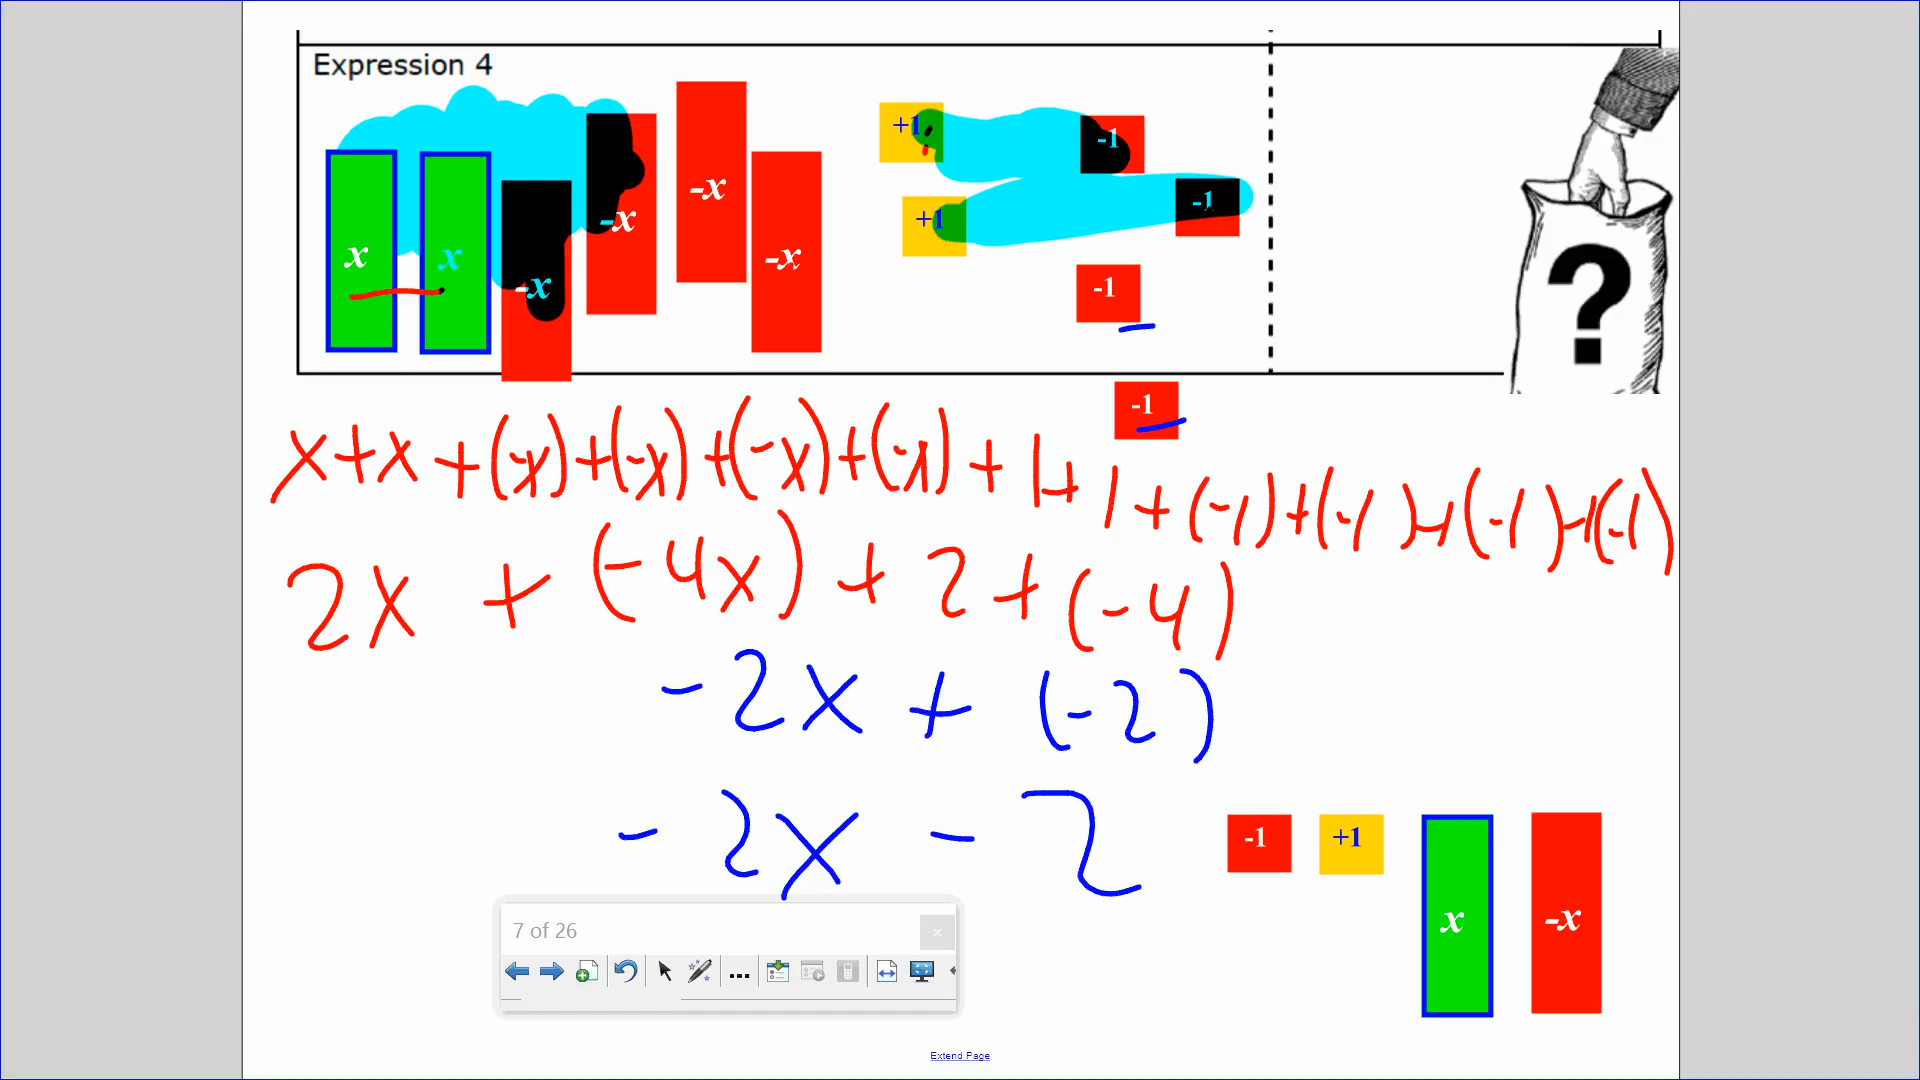 Expression 4
x x -x -x -x -x +1 -1
+1 -1
-1
?
-1
x+x+(-x)+(-x)+(-x)+(-x)+1+1+(-1)+(-1)+(-1)+(-1)
2x + (-4x) + 2 + (-4)
-2x + (-2)
-2x - 2
-1 +1 x -x
7 of 26
Extend Page